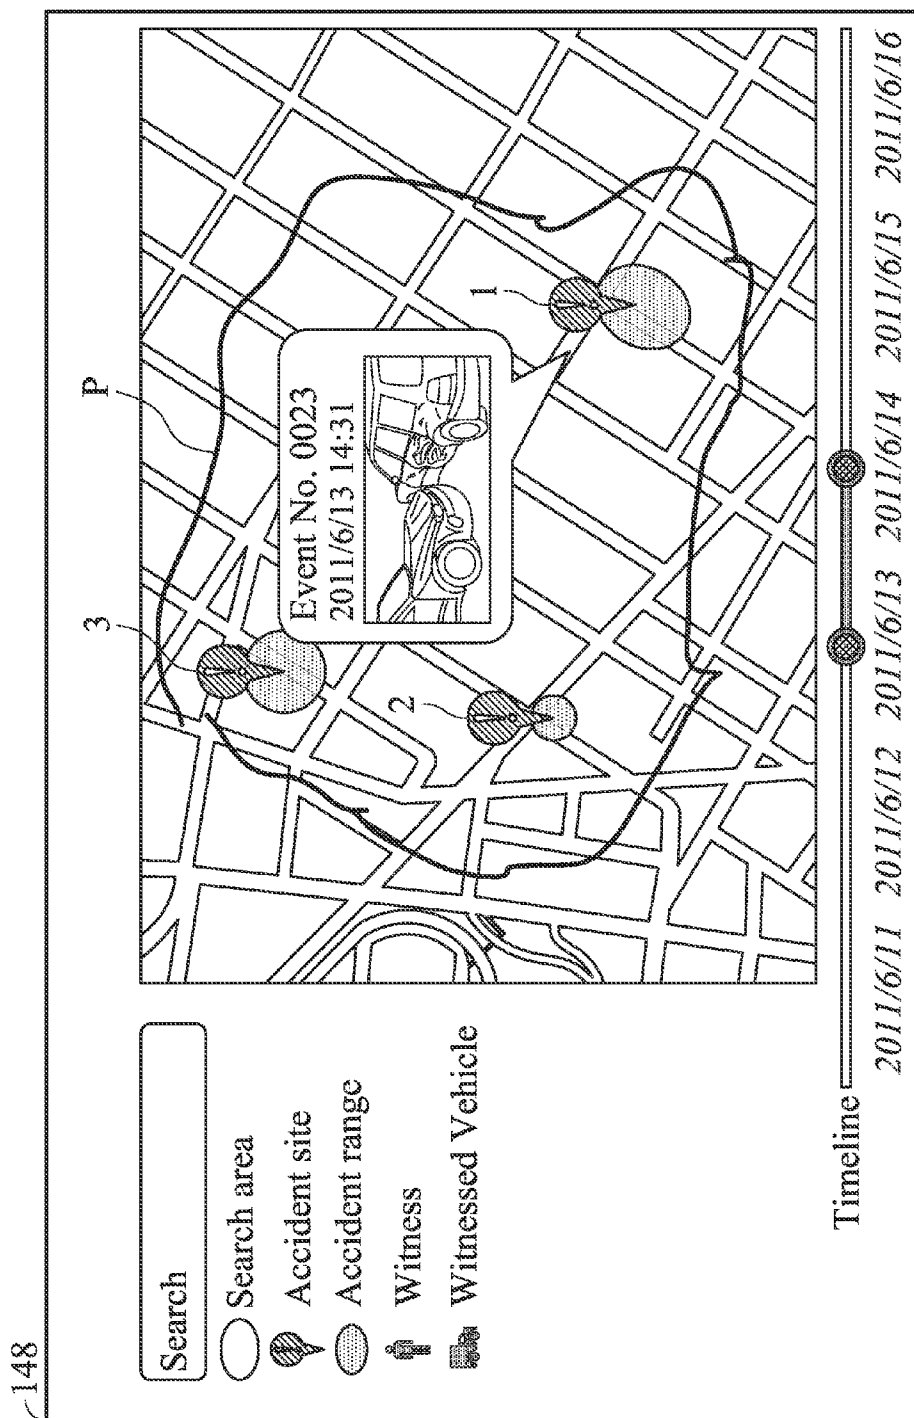 148
Search
Search area
Accident site
Accident range
Witness
Witnessed Vehicle
P
3
2
1
Event No. 0023
2011/6/13 14:31
Timeline
2011/6/11 2011/6/12 2011/6/13 2011/6/14 2011/6/15 2011/6/16